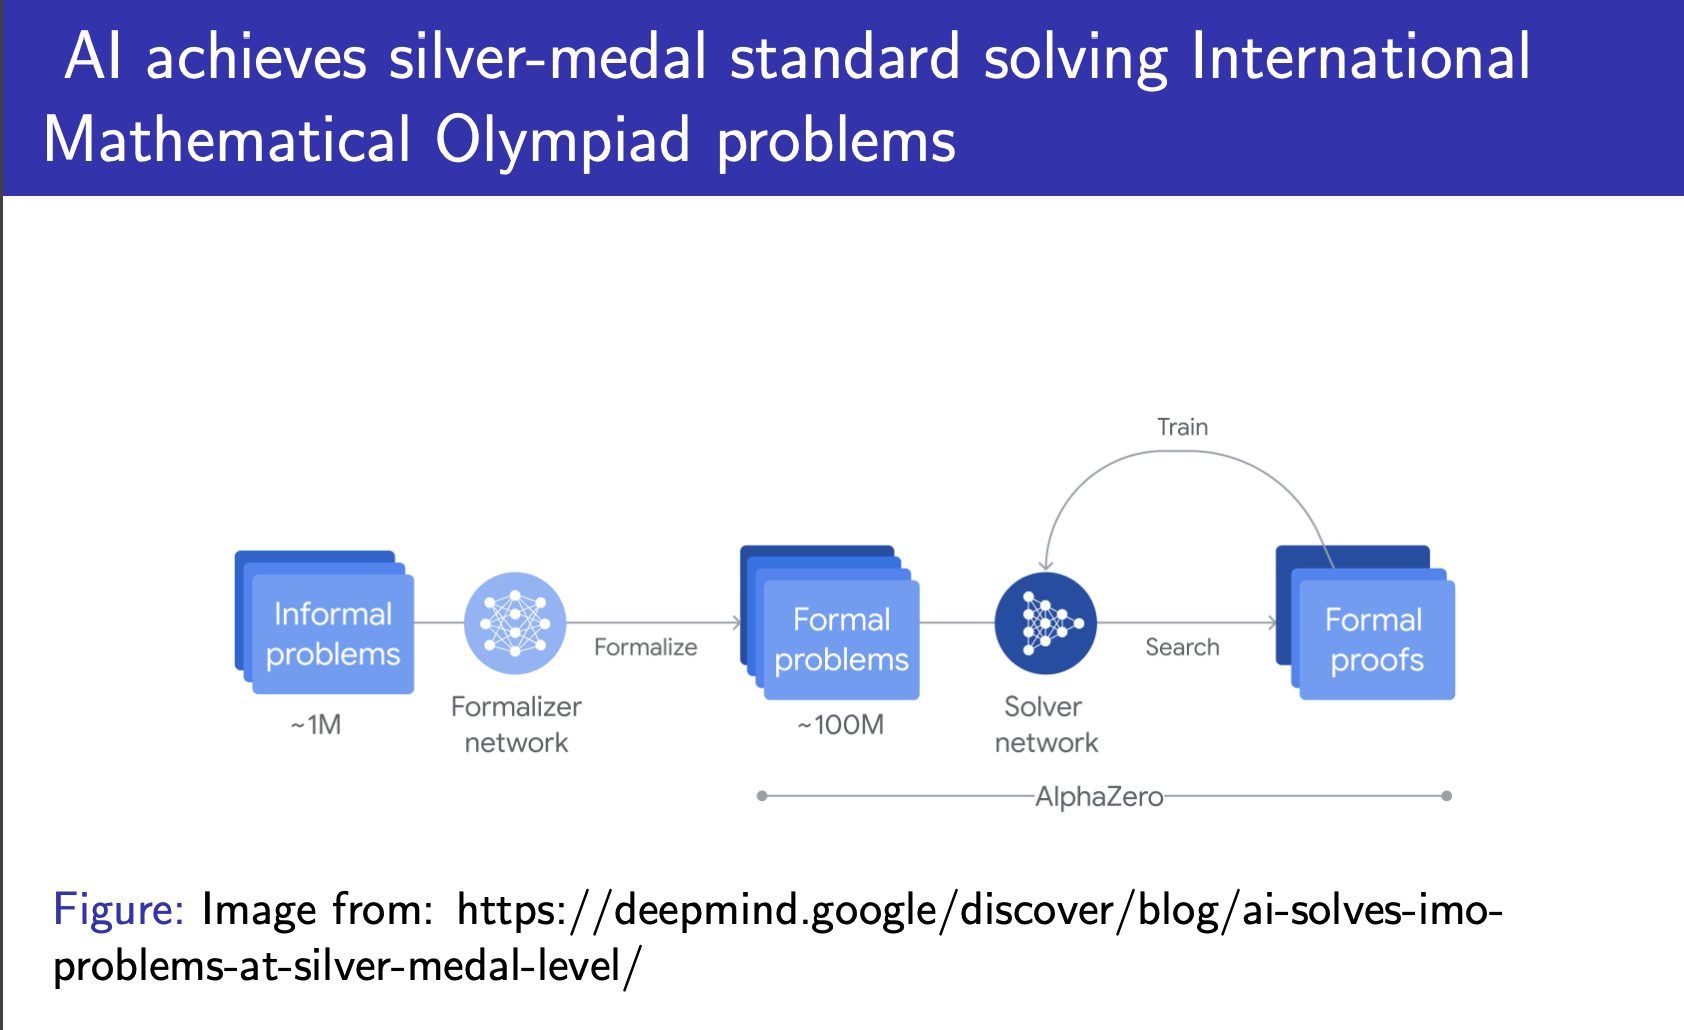 AI achieves silver-medal standard solving International
Mathematical Olympiad problems
Train
Informal
problems
~1M
Formalizer
network
Formalize
Formal
problems
~100M
Solver
network
Search
Formal
proofs
AlphaZero
Figure: Image from: https://deepmind.google/discover/blog/ai-solves-imo-
problems-at-silver-medal-level/